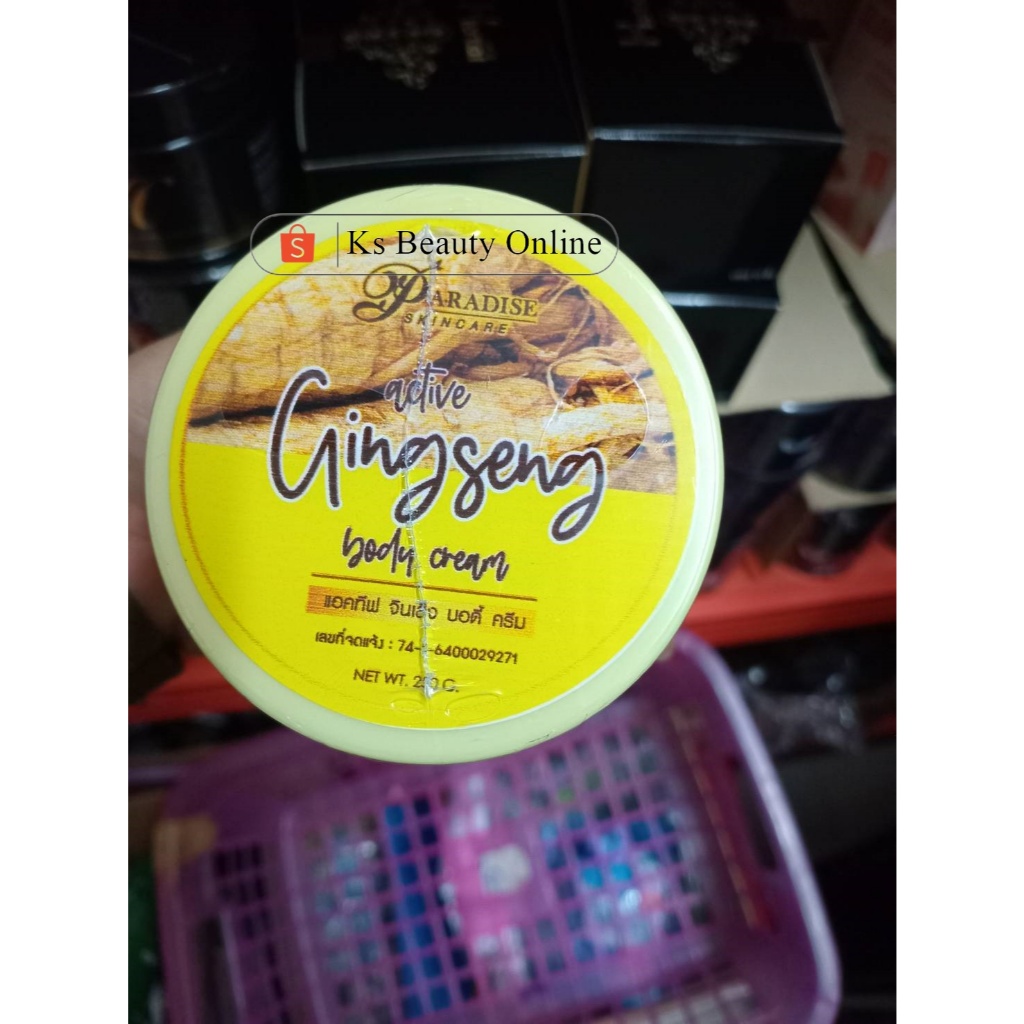 Ks Beauty Online
PARADISE
SKINCARE
active
Gingseng
body cream
แอคทีฟ จินเส็ง บอดี้ ครีม
เลขที่จดแจ้ง :
NET WT. G.